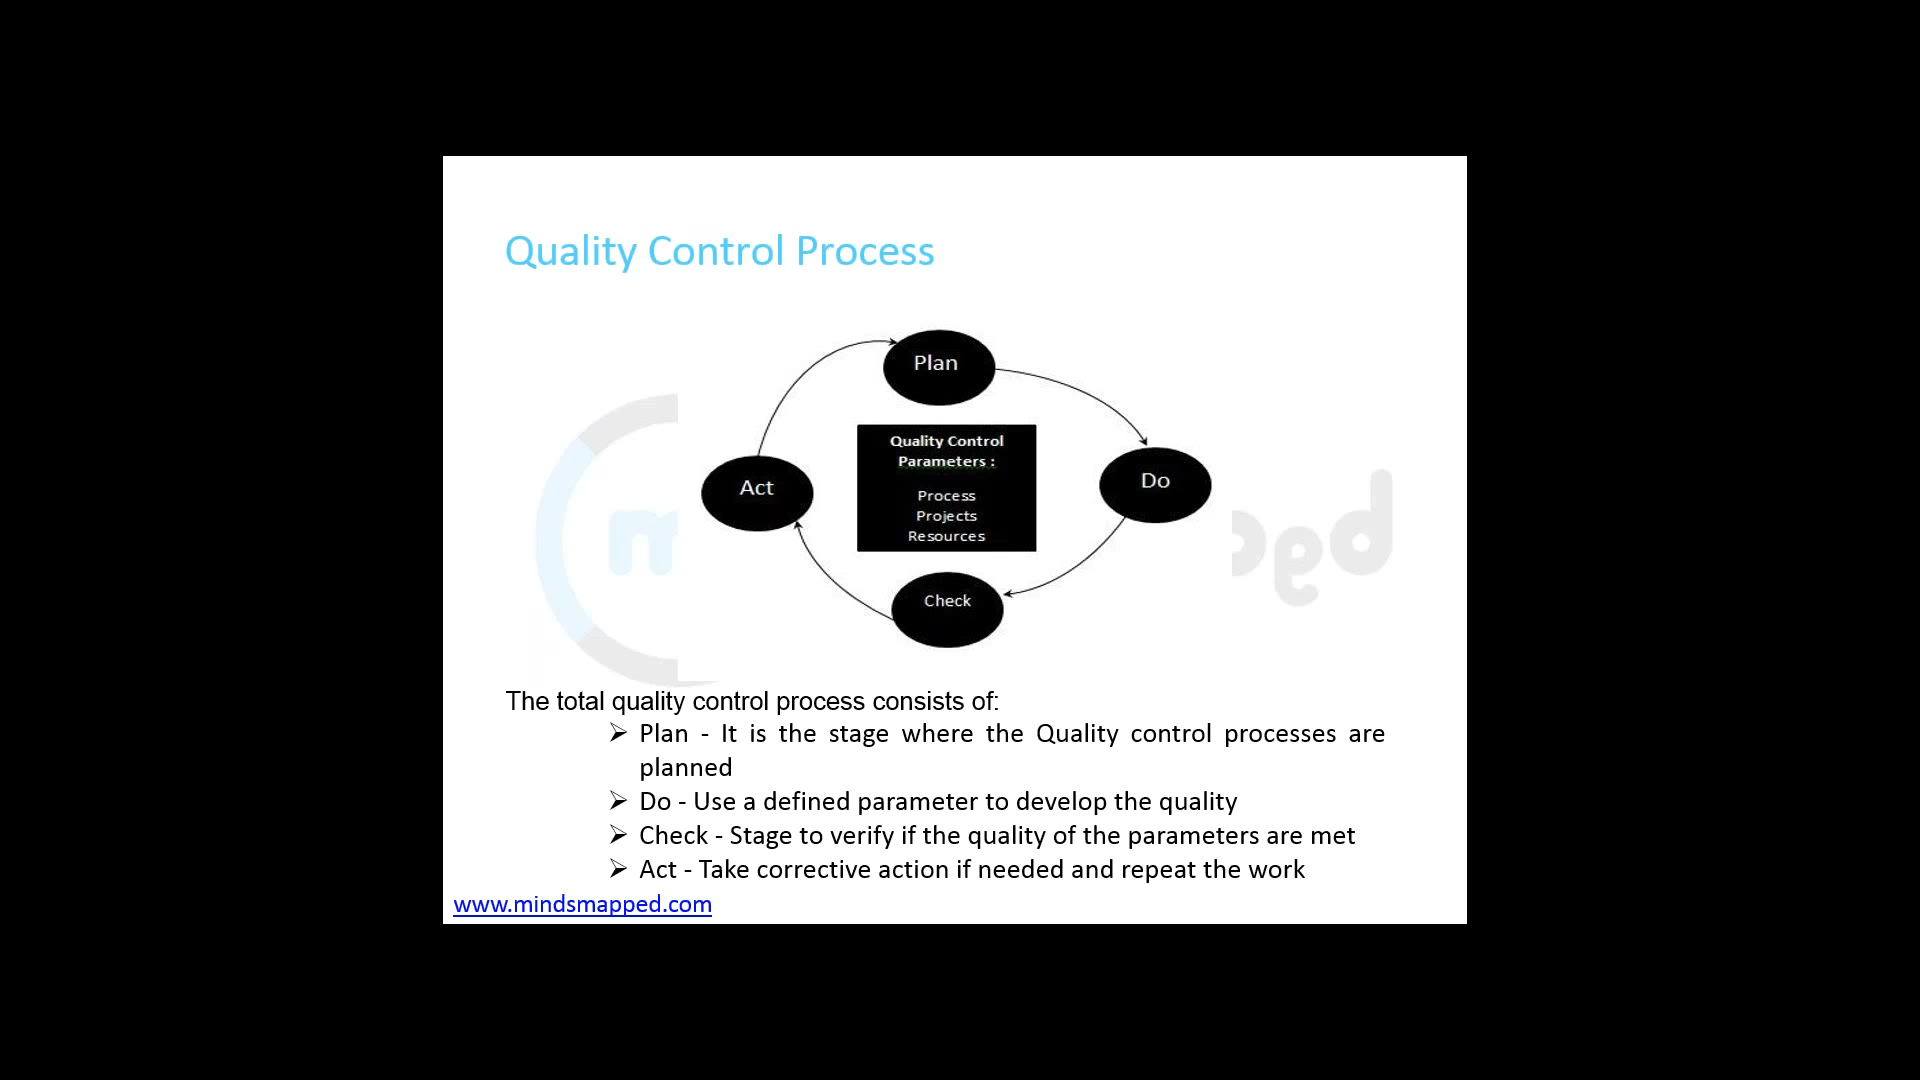 Quality Control Process
Plan
Quality Control
Parameters :
Process
Projects
Resources
Act
Do
Check
The total quality control process consists of:
➢ Plan - It is the stage where the Quality control processes are
planned
➢ Do - Use a defined parameter to develop the quality
➢ Check - Stage to verify if the quality of the parameters are met
➢ Act - Take corrective action if needed and repeat the work
www.mindsmapped.com